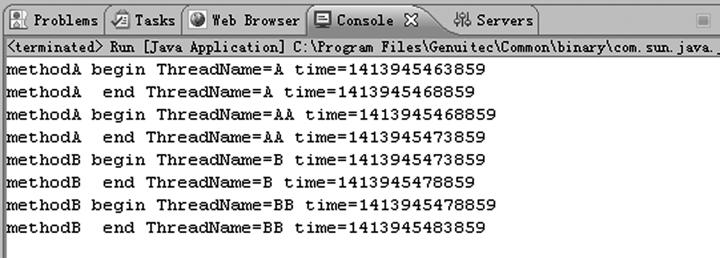 Problems Tasks Web Browser Console Servers
<terminated> Run [Java Application] C:\Program Files\Genuitec\Common\binary\com.sun.java.
methodA begin ThreadName=A time=1413945463859
methodA  end ThreadName=A time=1413945468859
methodA begin ThreadName=AA time=1413945468859
methodA  end ThreadName=AA time=1413945473859
methodB begin ThreadName=B time=1413945473859
methodB  end ThreadName=B time=1413945478859
methodB begin ThreadName=BB time=1413945478859
methodB  end ThreadName=BB time=1413945483859